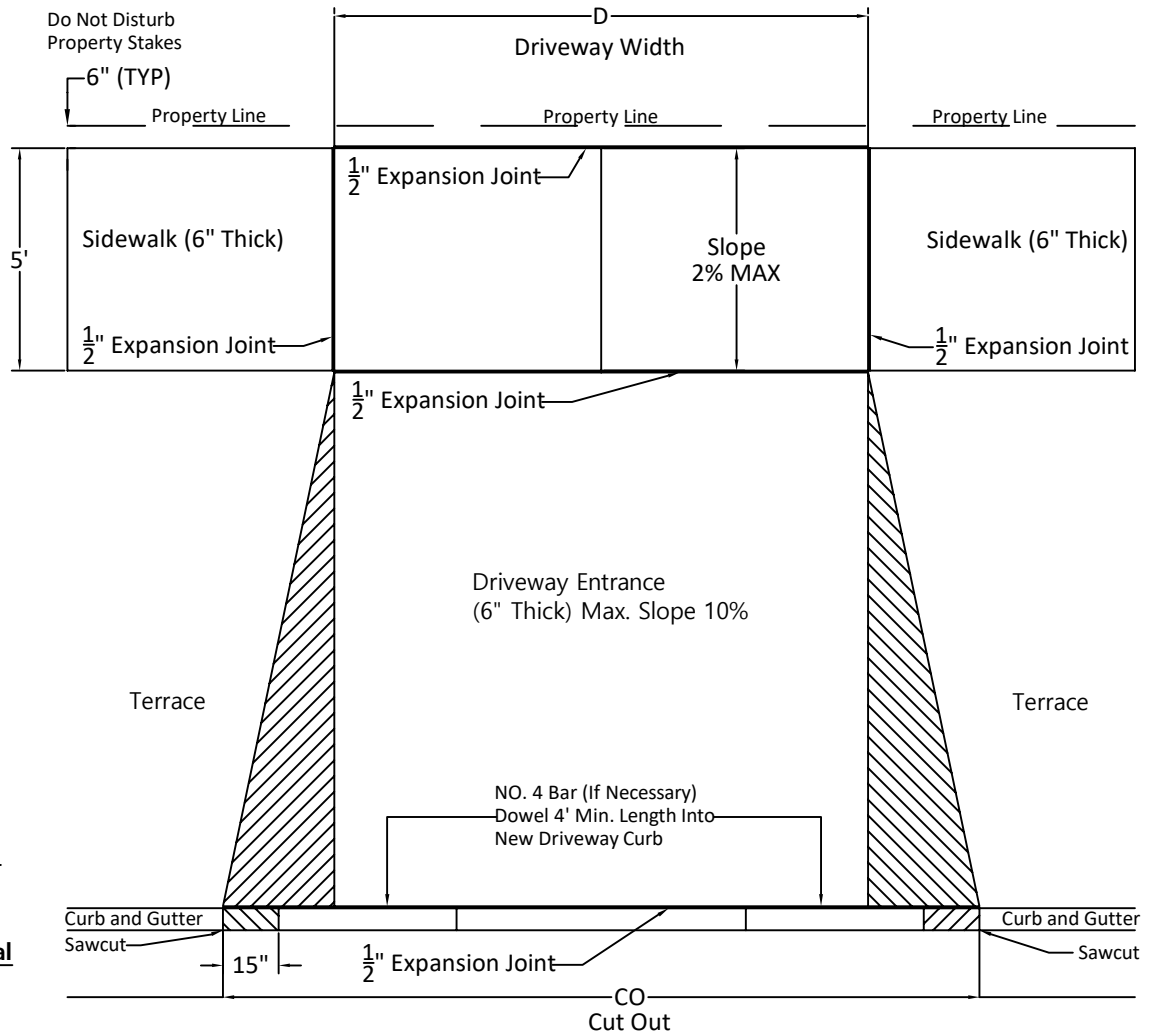 Do Not Disturb
Property Stakes
6" (TYP)
D
Driveway Width
Property Line
Property Line
Property Line
1/2" Expansion Joint
5'
Sidewalk (6" Thick)
Slope
2% MAX
Sidewalk (6" Thick)
1/2" Expansion Joint
1/2" Expansion Joint
1/2" Expansion Joint
Driveway Entrance
(6" Thick) Max. Slope 10%
Terrace
Terrace
NO. 4 Bar (If Necessary)
Dowel 4' Min. Length Into
New Driveway Curb
Curb and Gutter
Curb and Gutter
Sawcut
Sawcut
al
15"
1/2" Expansion Joint
CO
Cut Out